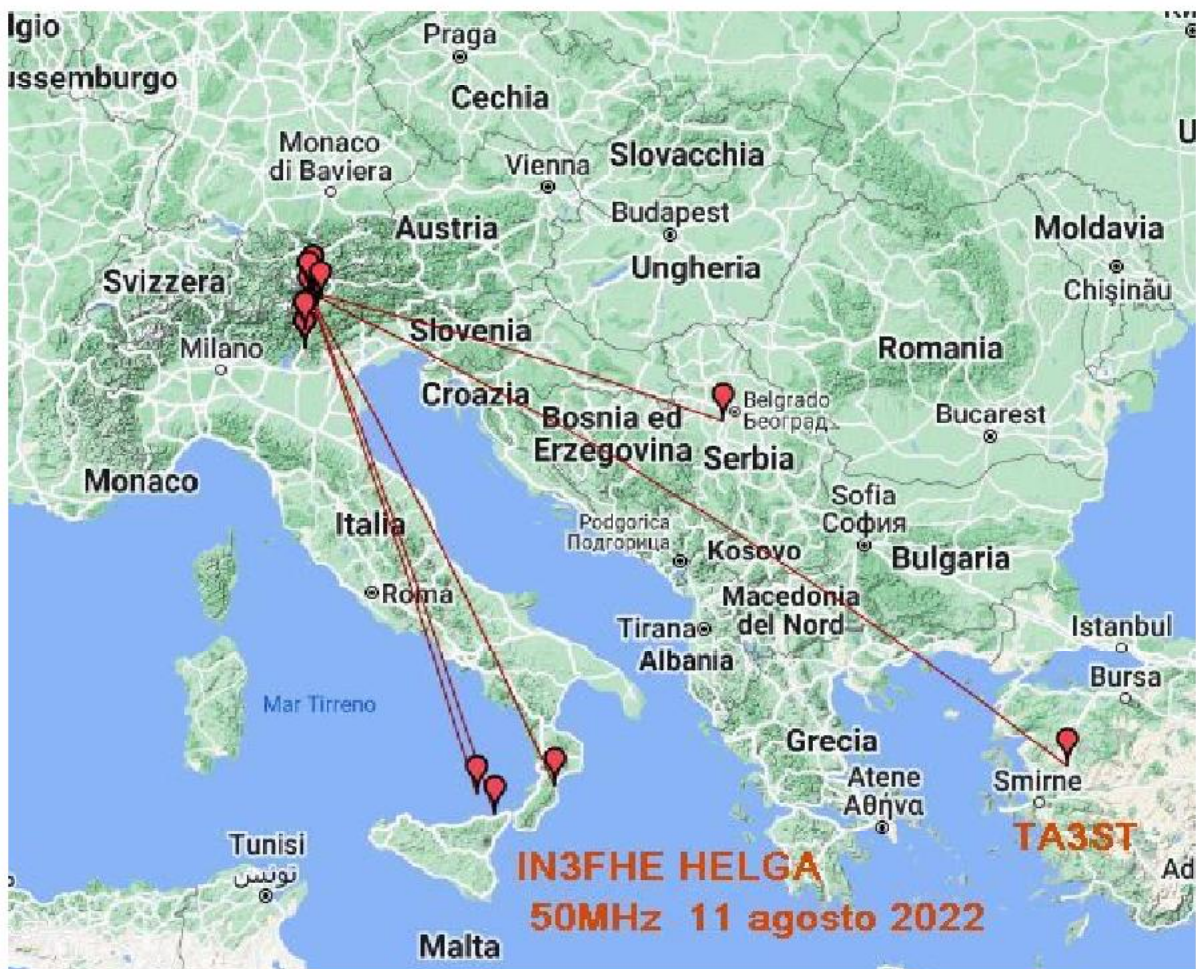 lgio
ussemburgo
Praga
Cechia
Monaco
di Baviera
Vienna
Slovacchia
U
Budapest
Austria
Ungheria
Moldavia
Chișinău
Svizzera
Slovenia
Milano
Romania
Croazia
Belgrado
Београд
Bosnia ed
Erzegovina
Bucarest
Serbia
Monaco
Italia
Sofia
София
Podgorica
Подгорица
Kosovo
Bulgaria
Roma
Macedonia
del Nord
Tirana
Istanbul
Albania
Bursa
Mar Tirreno
Grecia
Atene
Αθήνα
Smirne
TA3ST
Tunisi
تونس
IN3FHE HELGA
Ad
50MHz 11 agosto 2022
Malta